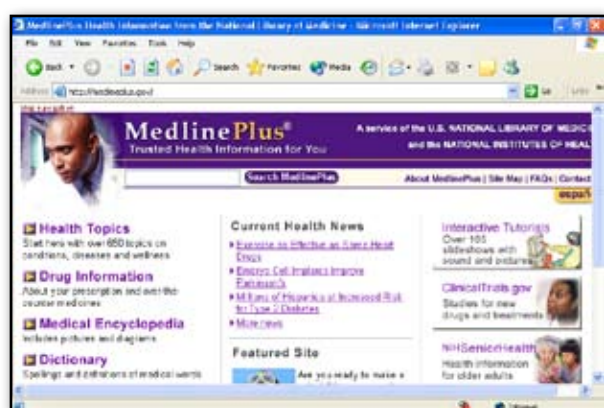 MedlinePlus Health Information from the National Library of Medicine - Microsoft Internet Explorer
File Edit View Favorites Tools Help
Back Search Favorites Media
Address http://medlineplus.gov/ Go Links
MedlinePlus®
Trusted Health Information for You
A service of the U.S. NATIONAL LIBRARY OF MEDIC
and the NATIONAL INSTITUTES OF HEAL
Search MedlinePlus
About MedlinePlus | Site Map | FAQs | Contact
españ
Health Topics
Start here with over 650 topics on
conditions, diseases and wellness
Drug Information
About your prescription and over-the-
counter medicines
Medical Encyclopedia
Includes pictures and diagrams
Dictionary
Spellings and definitions of medical words
Current Health News
Exercise as Effective as Some Heart
Drugs
Embryo Cell Implants Improve
Parkinson's
Millions of Hispanics at Increased Risk
for Type 2 Diabetes
More news
Featured Site
Are you ready to make a
Interactive Tutorials
Over 165
slideshows with
sound and pictures
ClinicalTrials.gov
Studies for new
drugs and treatments
NIHSeniorHealth
Health information
for older adults
Internet